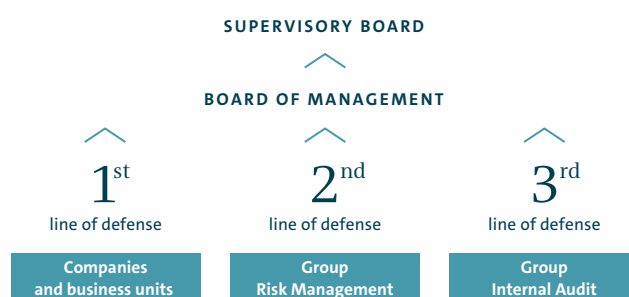 SUPERVISORY BOARD
BOARD OF MANAGEMENT
1st 2nd 3rd
line of defense line of defense line of defense
Companies Group Group
and business units Risk Management Internal Audit